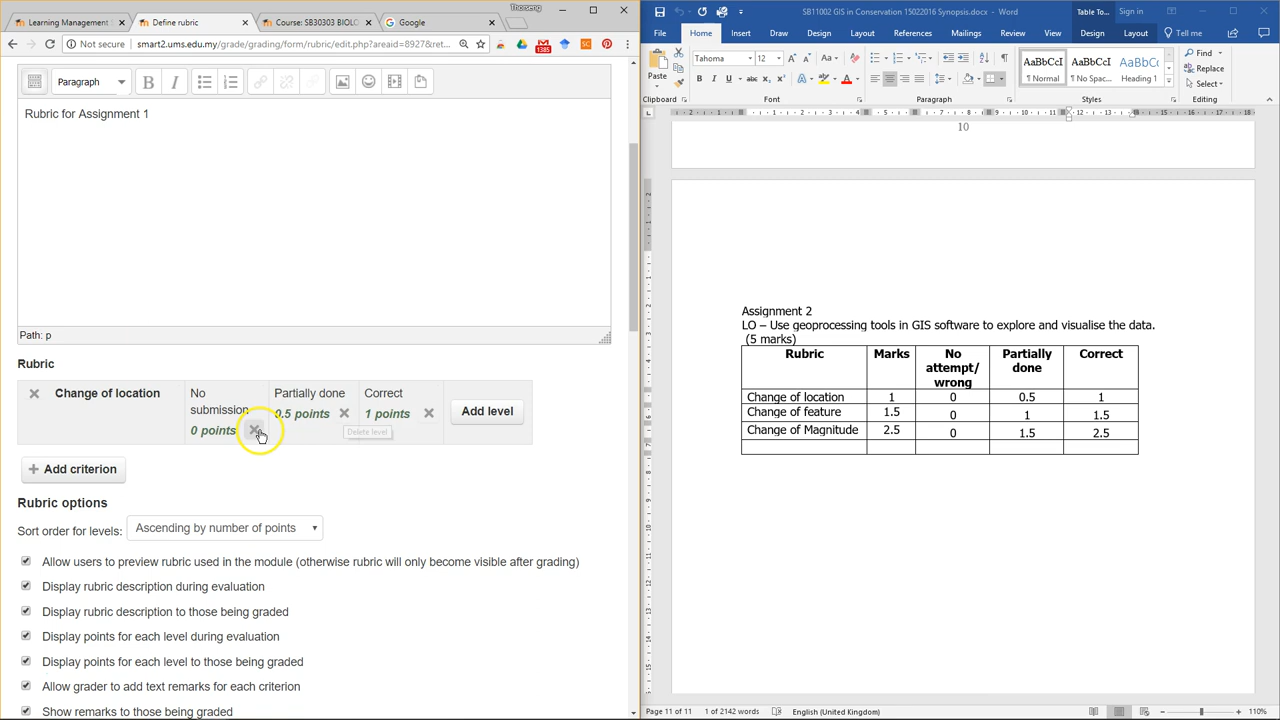 Learning Management S
Define rubric
Course: SB30303 BIOLO
Google
Thorseng
Not secure
smart2.ums.edu.my/grade/grading/form/rubric/edit.php?areaid=8927&ret...
1385
SC
Paragraph
B
I
Rubric for Assignment 1
Path: p
Rubric
Change of location
No submission
0 points
Partially done
0.5 points
Correct
1 points
Add level
Delete level
Add criterion
Rubric options
Sort order for levels:
Ascending by number of points
Allow users to preview rubric used in the module (otherwise rubric will only become visible after grading)
Display rubric description during evaluation
Display rubric description to those being graded
Display points for each level during evaluation
Display points for each level to those being graded
Allow grader to add text remarks for each criterion
Show remarks to those being graded
SB11002 GIS in Conservation 15022016 Synopsis.docx - Word
Table To...
Sign in
File Home Insert Draw Design Layout References Mailings Review View Design Layout Tell me
Paste
Tahoma 12
AaBbCcI AaBbCcI AaBbC
¶ Normal ¶ No Spac... Heading 1
Find
Replace
Select
Clipboard Font Paragraph Styles Editing
10
Assignment 2
LO – Use geoprocessing tools in GIS software to explore and visualise the data.
(5 marks)
Rubric Marks No attempt/ wrong Partially done Correct
Change of location 1 0 0.5 1
Change of feature 1.5 0 1 1.5
Change of Magnitude 2.5 0 1.5 2.5
Page 11 of 11 1 of 2142 words English (United Kingdom) 110%